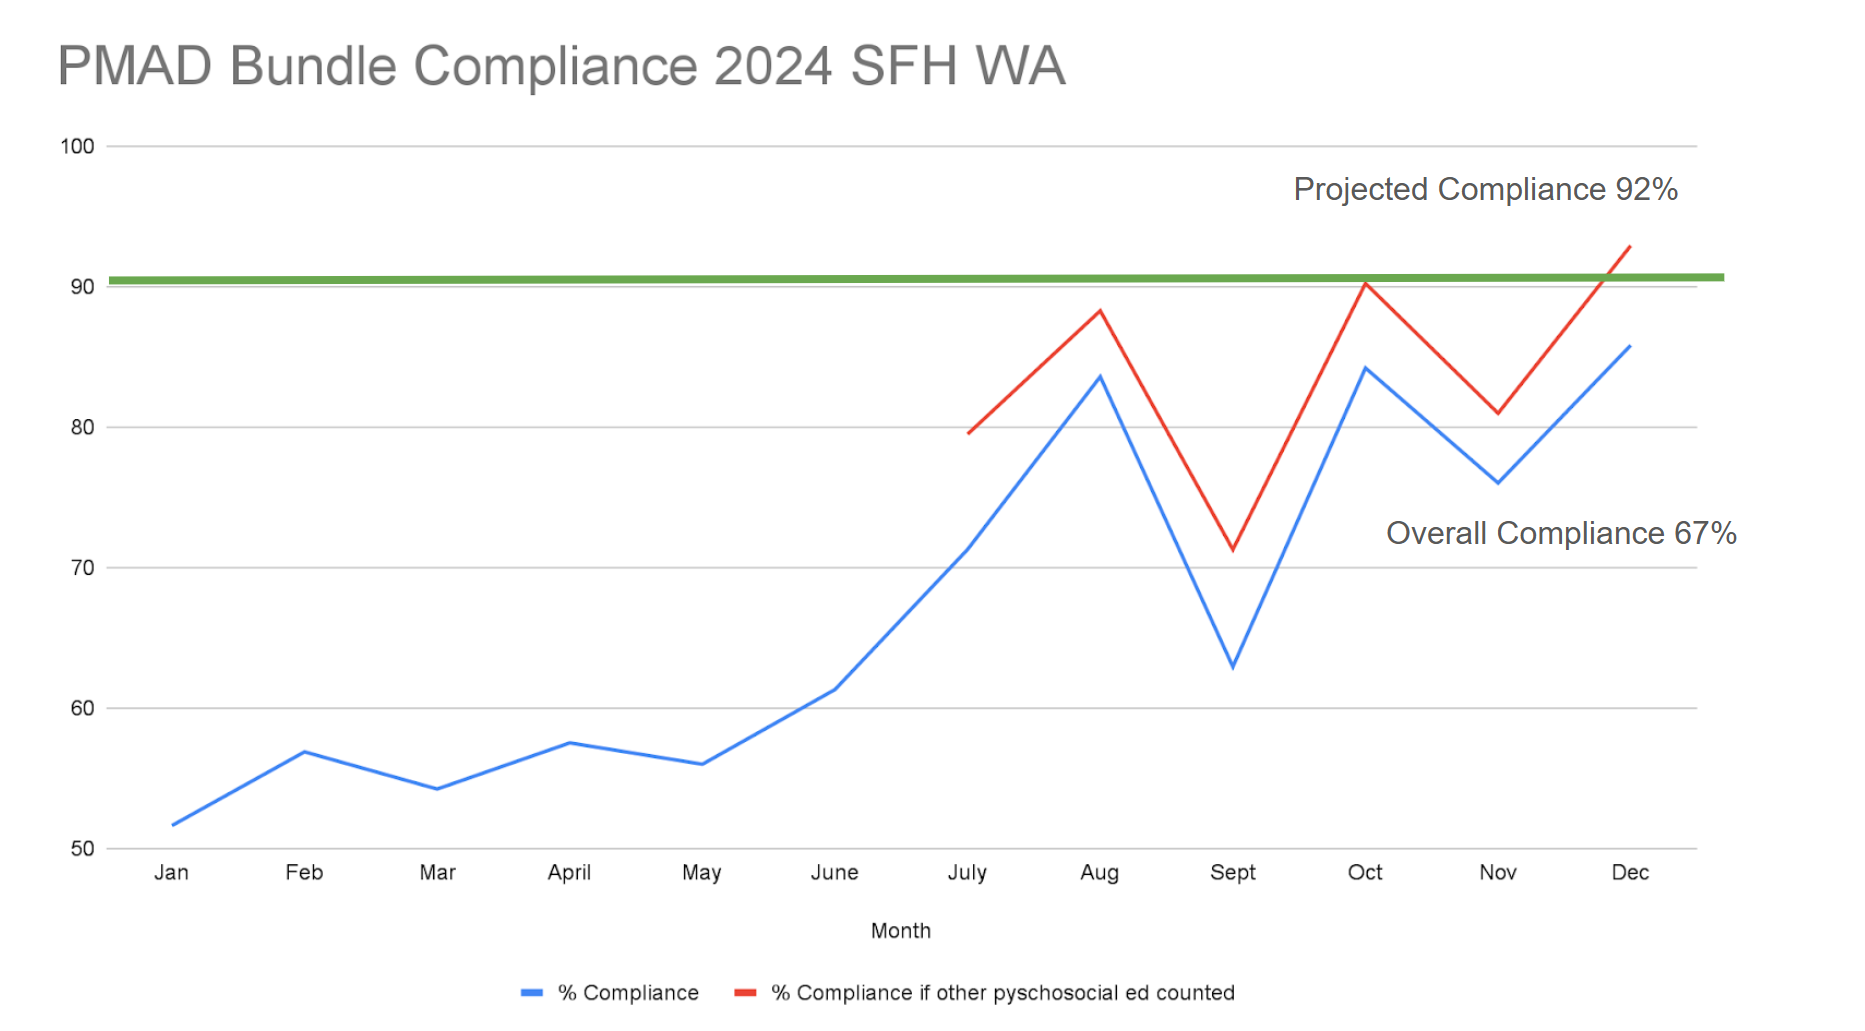 PMAD Bundle Compliance 2024 SFH WA
100
Projected Compliance 92%
90
80
Overall Compliance 67%
70
60
50
Jan Feb Mar April May June July Aug Sept Oct Nov Dec
Month
% Compliance % Compliance if other pyschosocial ed counted